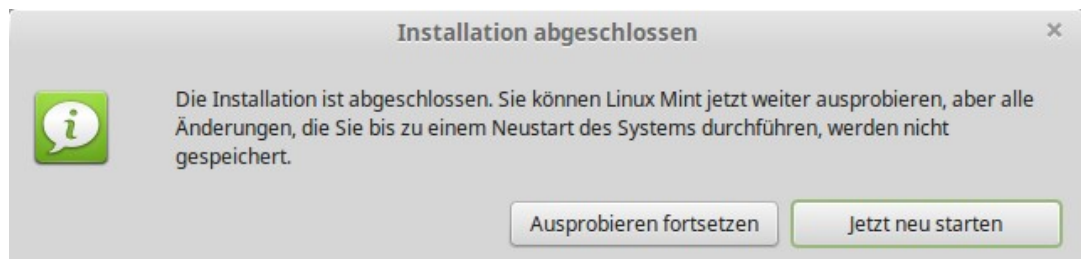 Installation abgeschlossen
Die Installation ist abgeschlossen. Sie können Linux Mint jetzt weiter ausprobieren, aber alle
Änderungen, die Sie bis zu einem Neustart des Systems durchführen, werden nicht
gespeichert.
Ausprobieren fortsetzen
Jetzt neu starten